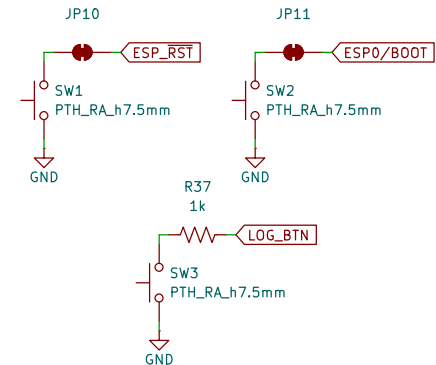 JP10
JP11
ESP_RST
ESP0/BOOT
SW1
PTH_RA_h7.5mm
SW2
PTH_RA_h7.5mm
GND
GND
R37
1k
LOG_BTN
SW3
PTH_RA_h7.5mm
GND